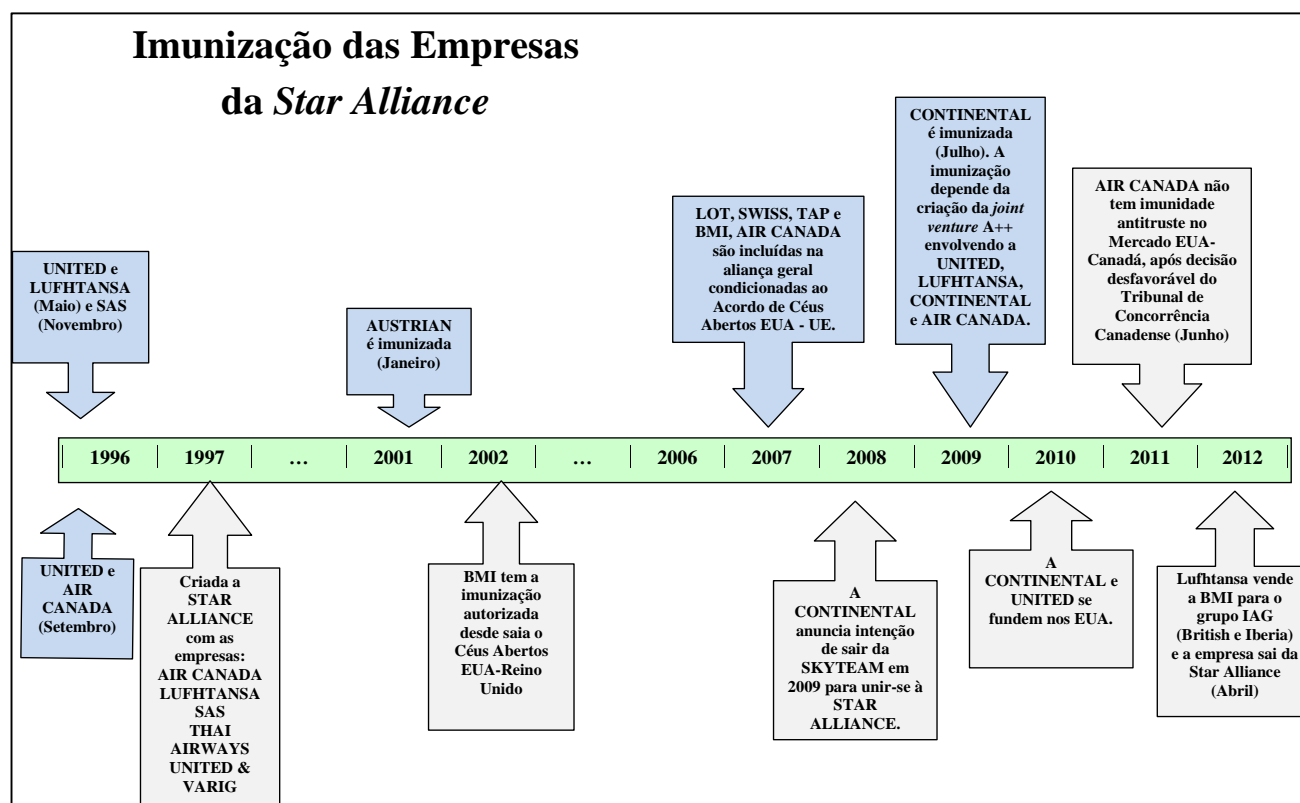 Imunização das Empresas
da Star Alliance
UNITED e
LUFHTANSA
(Maio) e SAS
(Novembro)
AUSTRIAN
é imunizada
(Janeiro)
LOT, SWISS, TAP e
BMI, AIR CANADA
são incluídas na
aliança geral
condicionadas ao
Acordo de Céus
Abertos EUA - UE.
CONTINENTAL
é imunizada
(Julho). A
imunização
depende da
criação da joint
venture A++
envolvendo a
UNITED,
LUFHTANSA,
CONTINENTAL
e AIR CANADA.
AIR CANADA não
tem imunidade
antitruste no
Mercado EUA-
Canadá, após decisão
desfavorável do
Tribunal de
Concorrência
Canadense (Junho)
1996 1997 … 2001 2002 … 2006 2007 2008 2009 2010 2011 2012
UNITED e
AIR
CANADA
(Setembro)
Criada a
STAR
ALLIANCE
com as
empresas:
AIR CANADA
LUFHTANSA
SAS
THAI
AIRWAYS
UNITED &
VARIG
BMI tem a
imunização
autorizada
desde saia o
Céus Abertos
EUA-Reino
Unido
A
CONTINENTAL
anuncia intenção
de sair da
SKYTEAM em
2009 para unir-se à
STAR
ALLIANCE.
A
CONTINENTAL e
UNITED se
fundem nos EUA.
Lufhtansa vende
a BMI para o
grupo IAG
(British e Iberia)
e a empresa sai da
Star Alliance
(Abril)